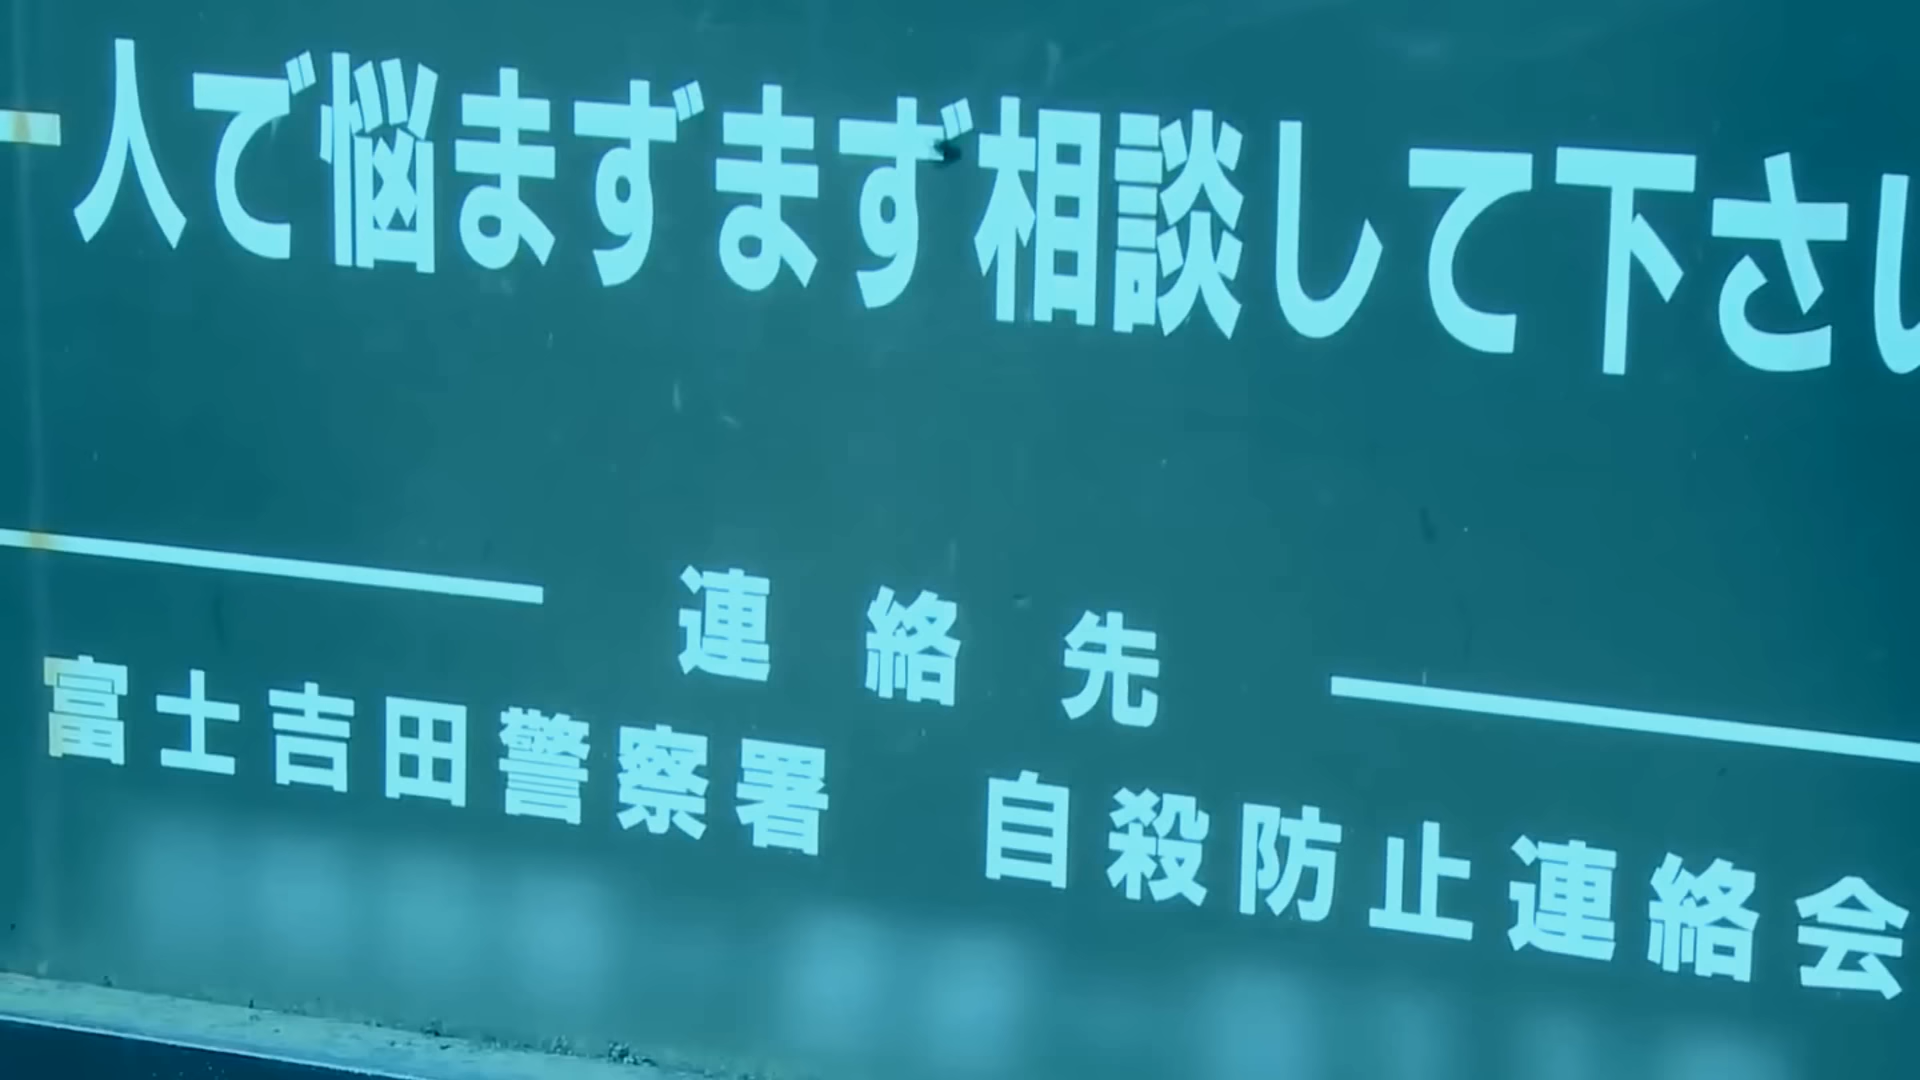 一人で悩まずまず相談して下さい
連絡先
富士吉田警察署 自殺防止連絡会